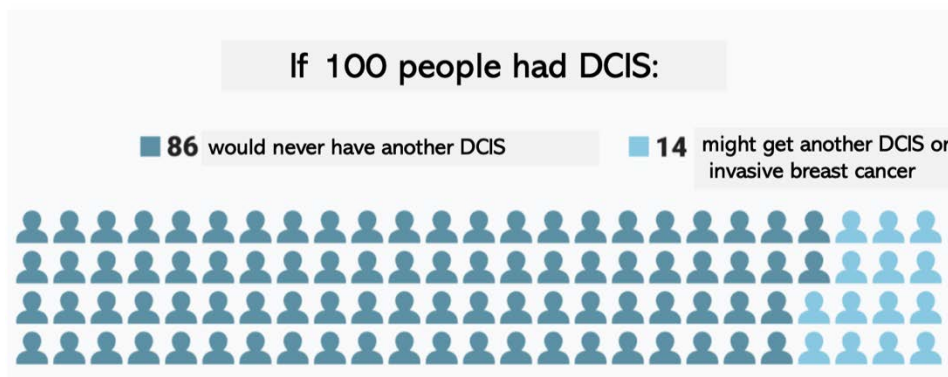 If 100 people had DCIS:
86 would never have another DCIS
14 might get another DCIS or
invasive breast cancer